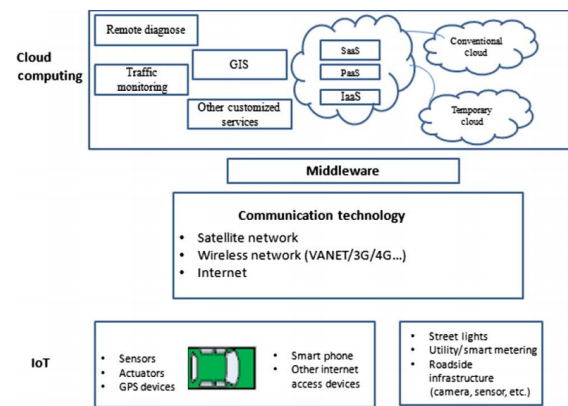 Cloud
computing
Remote diagnose
Traffic
monitoring
GIS
Other customized
services
SaaS
PaaS
IaaS
Conventional
cloud
Temporary
cloud
Middleware
Communication technology
• Satellite network
• Wireless network (VANET/3G/4G...)
• Internet
IoT
• Sensors
• Actuators
• GPS devices
• Smart phone
• Other internet
access devices
• Street lights
• Utility/smart metering
• Roadside
infrastructure
(camera, sensor, etc.)